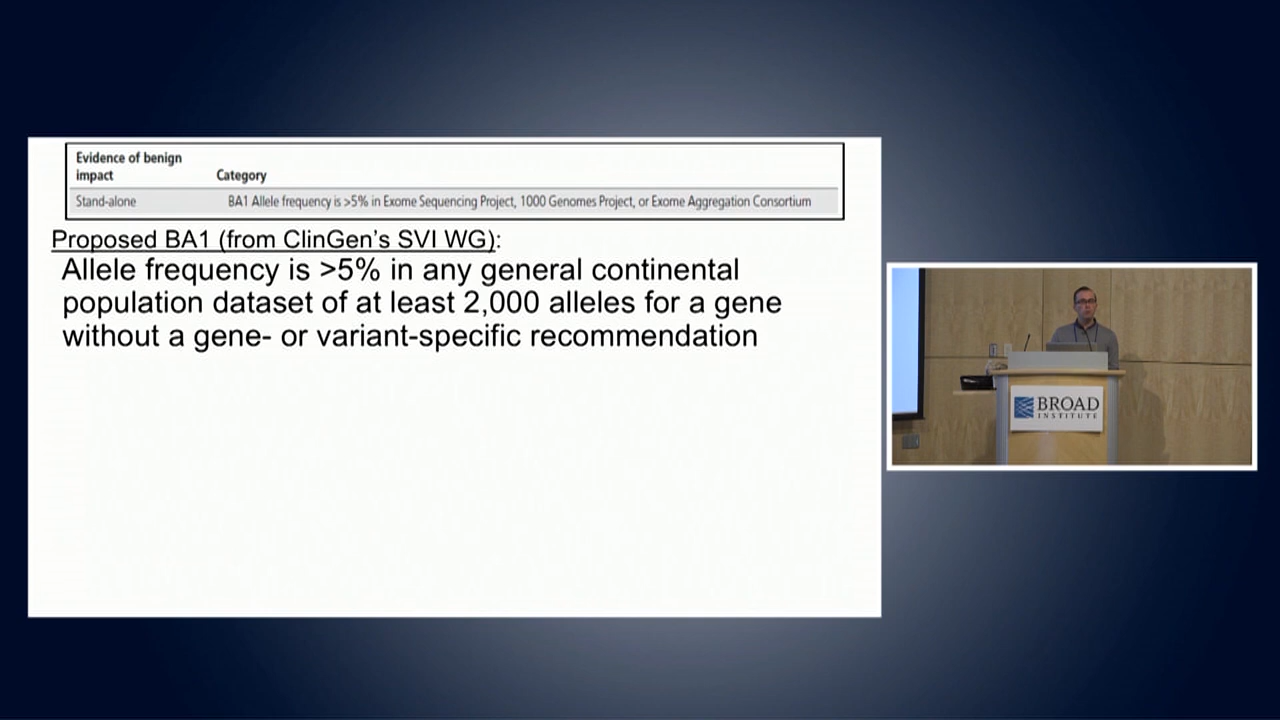 Evidence of benign
impact Category
Stand-alone BA1 Allele frequency is >5% in Exome Sequencing Project, 1000 Genomes Project, or Exome Aggregation Consortium
Proposed BA1 (from ClinGen's SVI WG):
Allele frequency is >5% in any general continental
population dataset of at least 2,000 alleles for a gene
without a gene- or variant-specific recommendation
BROAD
INSTITUTE